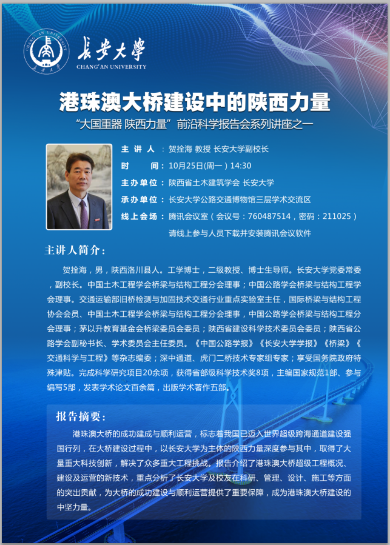 长安大学
CHANG'AN UNIVERSITY
港珠澳大桥建设中的陕西力量
“大国重器 陕西力量”前沿科学报告会系列讲座之一
主 讲 人：贺拴海 教授 长安大学副校长
时 间：10月25日(周一) 14:30
主办单位：陕西省土木建筑学会 长安大学
承办单位：长安大学公路交通博物馆三层学术交流区
线上会场：腾讯会议室（会议号：760487514，密码：211025）
请线上参与人员下载并安装腾讯会议软件
主讲人简介：
贺拴海，男，陕西洛川县人。工学博士，二级教授、博士生导师。长安大学党委常委
，副校长。中国土木工程学会桥梁与结构工程分会理事；中国公路学会桥梁与结构工程学
会理事。交通运输部旧桥检测与加固技术交通行业重点实验室主任，国际桥梁与结构工程
协会会员、中国土木工程学会桥梁与结构工程分会理事，中国公路学会桥梁与结构工程分
会理事；茅以升教育基金会桥梁委员会委员；陕西省建设科学技术委员会委员；陕西省公
路学会副秘书长、学术委员会主任委员。《中国公路学报》《长安大学学报》《桥梁》《
交通科学与工程》等杂志编委；深中通道、虎门二桥技术专家组专家；享受国务院政府特
殊津贴。完成科学研究项目20余项，获得省部级科学技术奖8项，主编国家规范1部、参与
编写5部，发表学术论文百余篇，出版学术著作五部。
报告摘要：
港珠澳大桥的成功建成与顺利运营，标志着我国已迈入世界超级跨海通道建设强
国行列，在大桥建设过程中，以长安大学为主体的陕西力量深度参与其中，取得了大
量重大科技创新，解决了众多重大工程挑战。报告介绍了港珠澳大桥超级工程概况、
建设及运营的新技术，重点分析了长安大学及校友在科研、管理、设计、施工等方面
的突出贡献，为大桥的成功建设与顺利运营提供了重要保障，成为港珠澳大桥建设的
中坚力量。